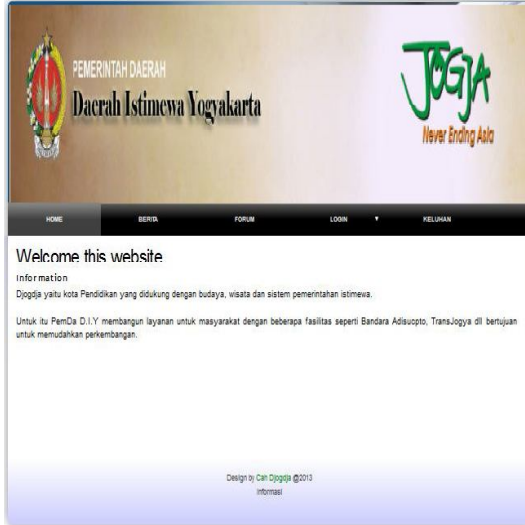 PEMERINTAH DAERAH
Daerah Istimewa Yogyakarta
JOGJA
Never Ending Asia
HOME BERITA FORUM LOGIN ▼ KELUHAN
Welcome this website
Information
Djogdja yaitu kota Pendidikan yang didukung dengan budaya, wisata dan sistem pemerintahan istimewa.
Untuk itu PemDa D.I.Y membangun layanan untuk masyarakat dengan beberapa fasilitas seperti Bandara Adisucpto, TransJogya dll bertujuan
untuk memudahkan perkembangan.
Design by Can Djogdja @2013
Informasi